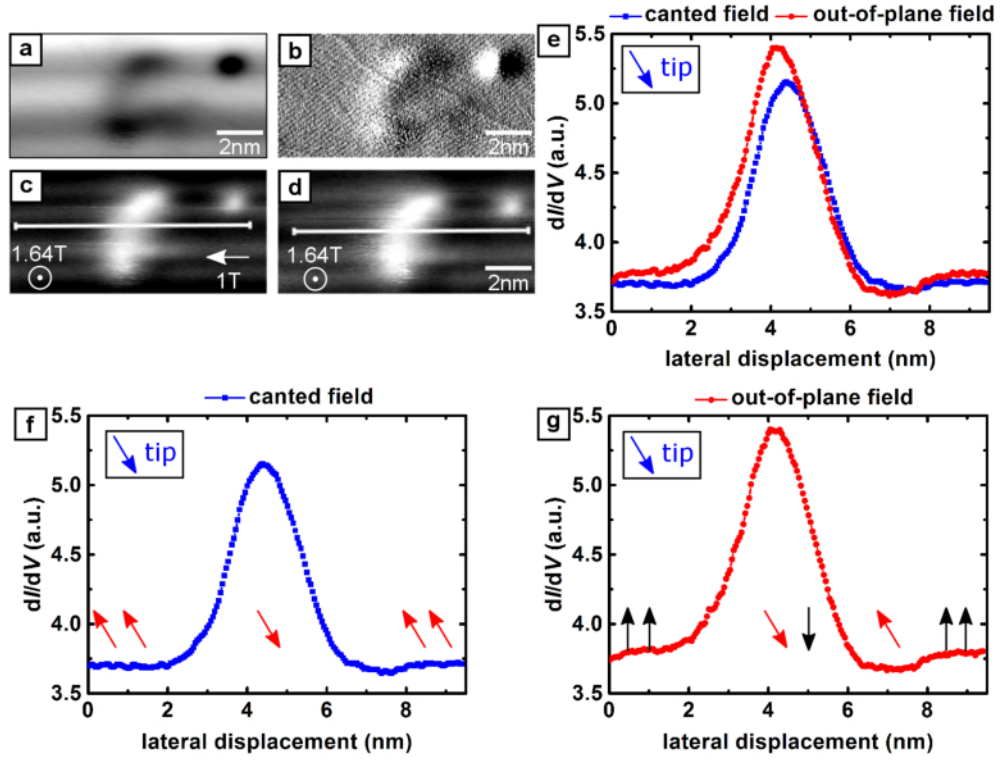 canted field out-of-plane field
a
2nm
b
2nm
c
1.64T
1T
d
1.64T
2nm
e
tip
5.5
5.0
4.5
4.0
3.5
dI/dV (a.u.)
0 2 4 6 8
lateral displacement (nm)
canted field
f
tip
5.5
5.0
4.5
4.0
3.5
dI/dV (a.u.)
0 2 4 6 8
lateral displacement (nm)
out-of-plane field
g
tip
5.5
5.0
4.5
4.0
3.5
dI/dV (a.u.)
0 2 4 6 8
lateral displacement (nm)